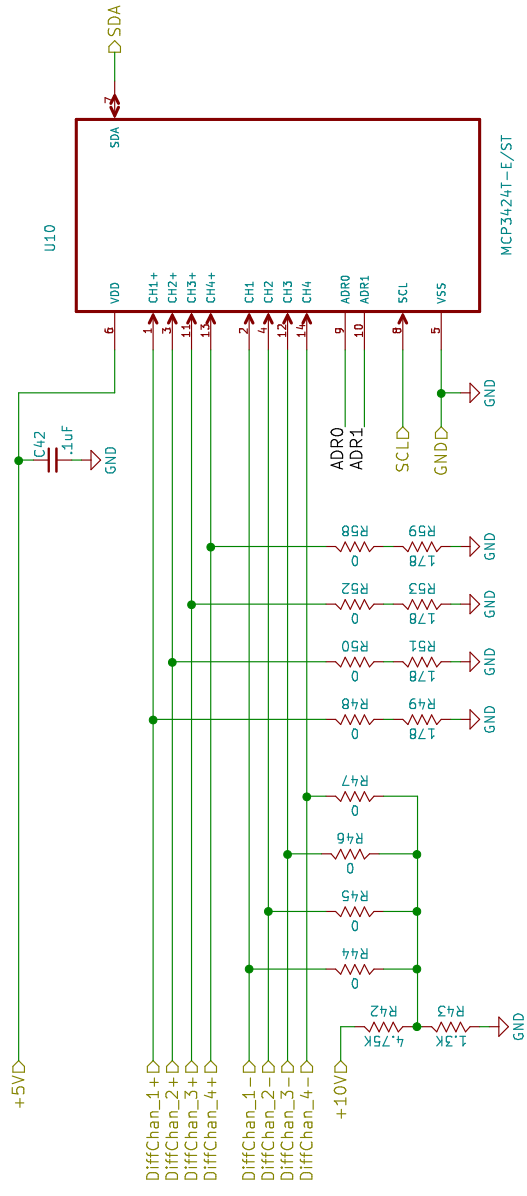 SDA
7
SDA
U10
MCP3424T-E/ST
VDD
CH1+
CH2+
CH3+
CH4+
CH1
CH2
CH3
CH4
ADR0
ADR1
SCL
VSS
6
1
3
11
13
2
4
12
14
9
10
8
5
C42
.1uF
GND
ADR0
ADR1
SCL
GND
GND
R58
0
R59
178
GND
R52
0
R53
178
GND
R50
0
R51
178
GND
R48
0
R49
178
GND
R47
0
R46
0
R45
0
R44
0
R42
4.75K
R43
1.3K
GND
+5V
DiffChan_1+
DiffChan_2+
DiffChan_3+
DiffChan_4+
DiffChan_1-
DiffChan_2-
DiffChan_3-
DiffChan_4-
+10V